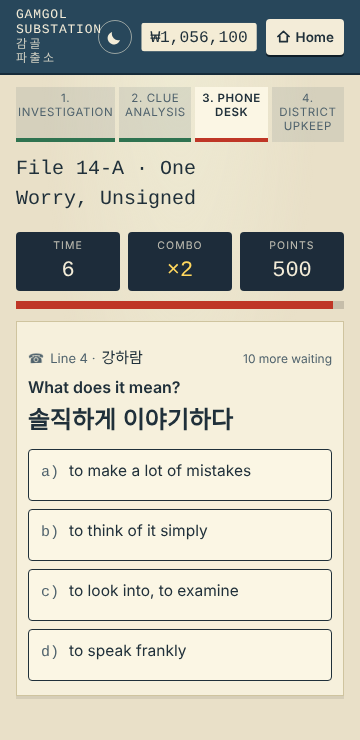 GAMGOL
SUBSTATION
감골
파출소
₩1,056,100
Home
1.
INVESTIGATION
2. CLUE
ANALYSIS
3. PHONE
DESK
4.
DISTRICT
UPKEEP
File 14-A · One
Worry, Unsigned
TIME
6
COMBO
×2
POINTS
500
☎ Line 4 · 강하람
10 more waiting
What does it mean?
솔직하게 이야기하다
a) to make a lot of mistakes
b) to think of it simply
c) to look into, to examine
d) to speak frankly